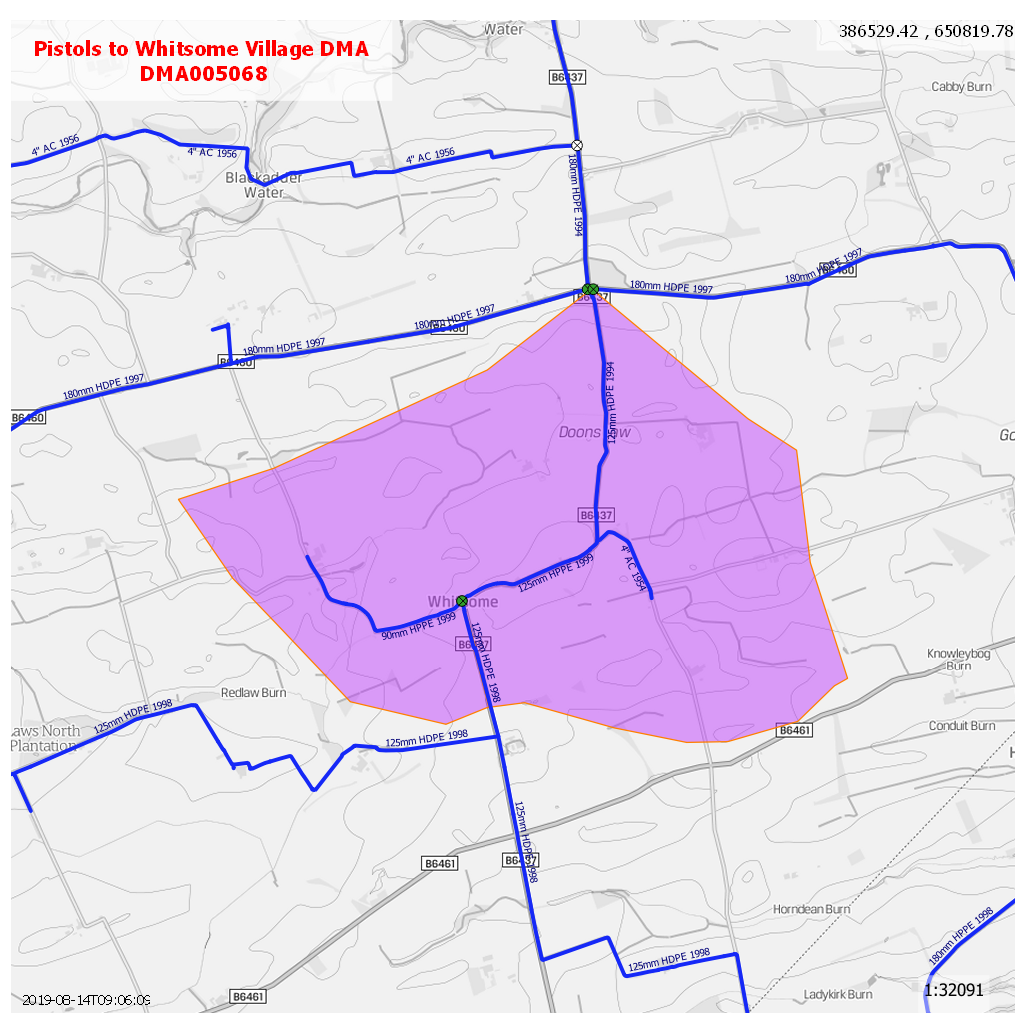 Pistols to Whitsome Village DMA
DMA005068
386529.42 , 650819.78
Water
B6437
Cabby Burn
4" AC 1956
4" AC 1956
4" AC 1956
Blackadder
Water
180mm HDPE 1994
180mm HDPE 1997
180mm HDPE 1997
B6460
B6437
180mm HDPE 1997
B6460
180mm HDPE 1997
B6460
180mm HDPE 1997
B6460
125mm HDPE 1994
Doonslaw
Go
B6437
125mm HPPE 1999
4" AC 1954
Whitsome
90mm HPPE 1999
B6437
125mm HDPE 1998
Knowleybog
Burn
Redlaw Burn
125mm HDPE 1998
aws North
Plantation
125mm HDPE 1998
B6461
Conduit Burn
H
125mm HDPE 1998
B6461
B6437
Horndean Burn
125mm HDPE 1998
180mm HPPE 1998
B6461
2019-08-14T09:06:09
Ladykirk Burn
1:32091